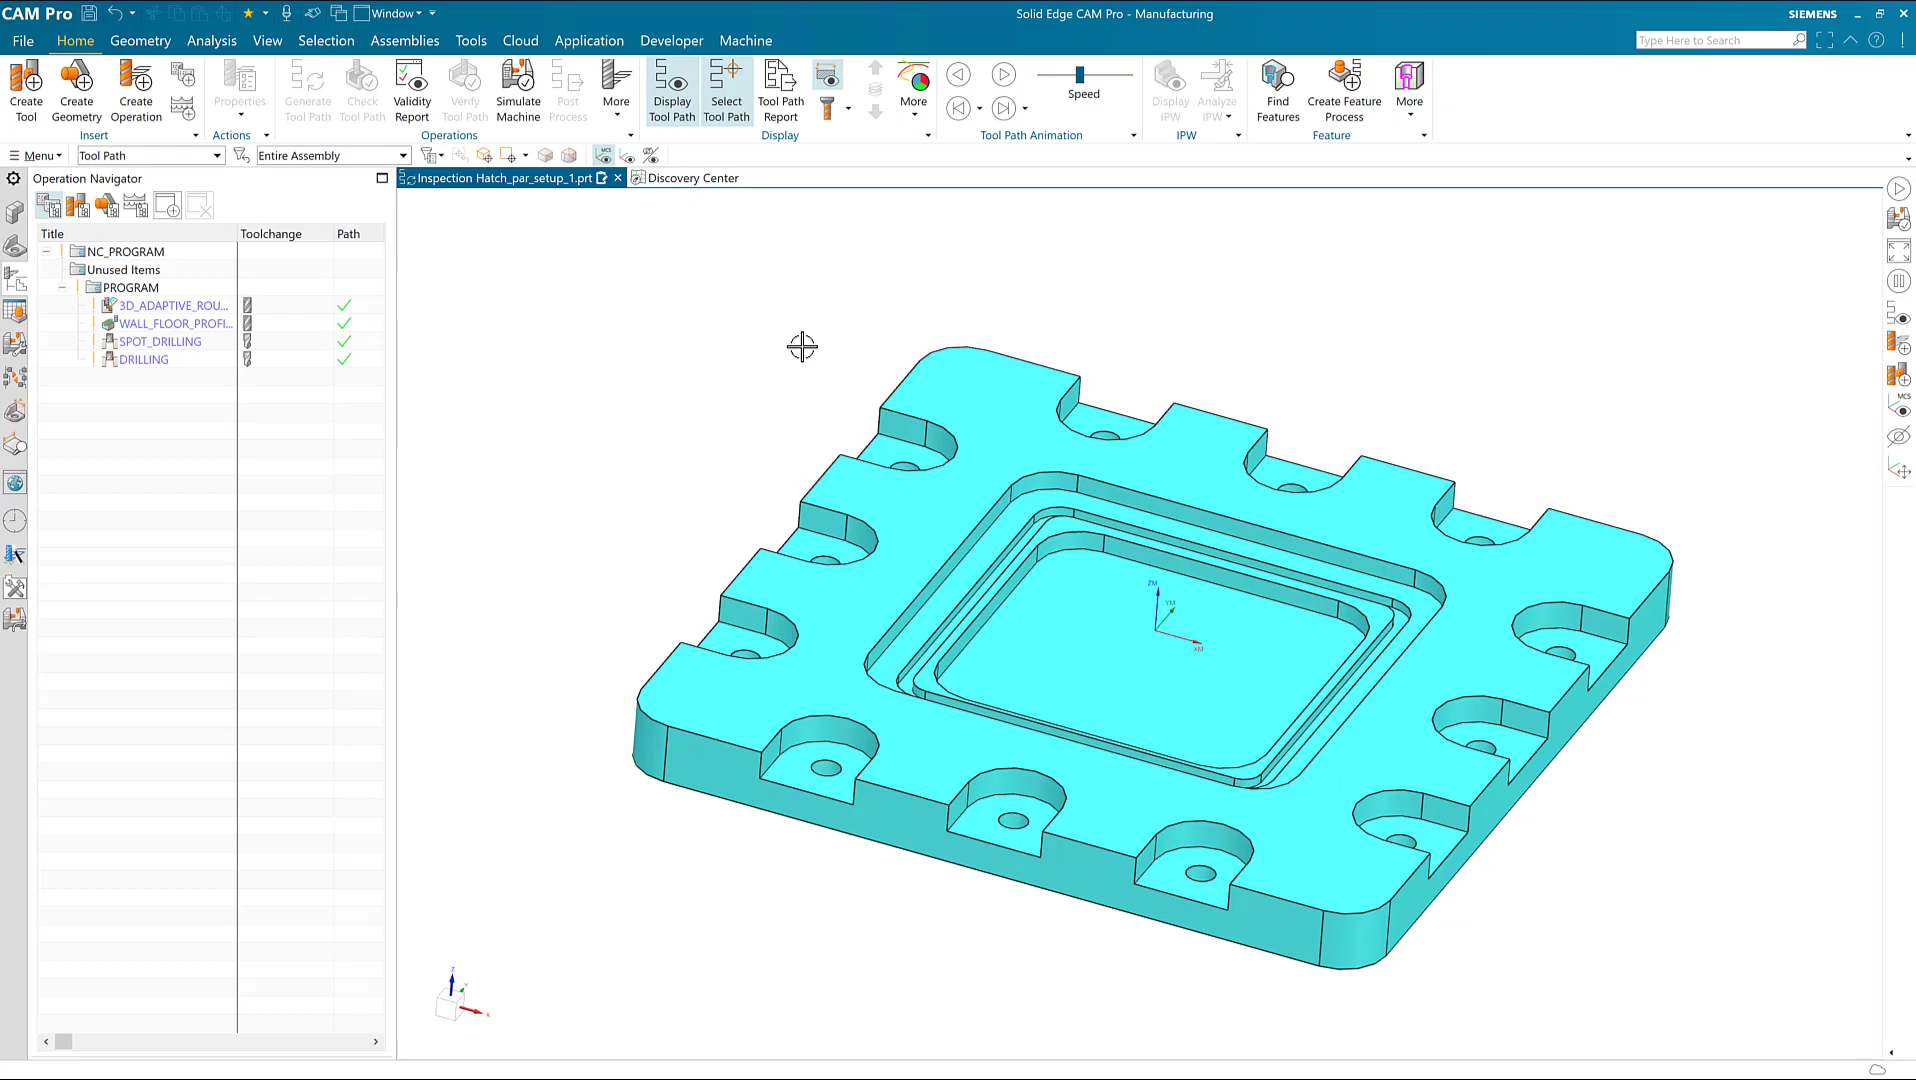 CAM Pro
Window
Solid Edge CAM Pro - Manufacturing
SIEMENS
File Home Geometry Analysis View Selection Assemblies Tools Cloud Application Developer Machine
Type Here to Search
Create Tool
Create Geometry
Create Operation
Properties
Generate Tool Path
Check Tool Path
Validity Report
Verify Tool Path
Simulate Machine
Post Process
More
Display Tool Path
Select Tool Path
Tool Path Report
More
Speed
Display IPW
Analyze IPW
Find Features
Create Feature Process
More
Insert Actions Operations Display Tool Path Animation IPW Feature
Menu Tool Path Entire Assembly
MCS
Operation Navigator
Inspection Hatch_par_setup_1.prt
Discovery Center
Title Toolchange Path
NC_PROGRAM
Unused Items
PROGRAM
3D_ADAPTIVE_ROU...
WALL_FLOOR_PROFI...
SPOT_DRILLING
DRILLING
MCS
ZM
YM
XM
Z
Y
X